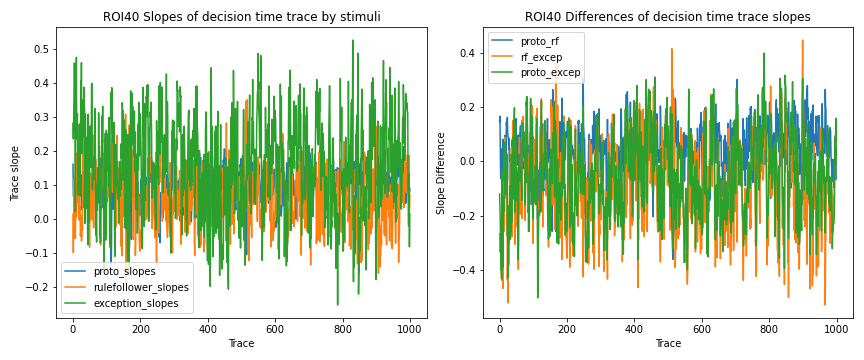 ROI40 Slopes of decision time trace by stimuli
Trace slope
0.5
0.4
0.3
0.2
0.1
0.0
−0.1
−0.2
proto_slopes
rulefollower_slopes
exception_slopes
0 200 400 600 800 1000
Trace
ROI40 Differences of decision time trace slopes
Slope Difference
0.4
0.2
0.0
−0.2
−0.4
proto_rf
rf_excep
proto_excep
0 200 400 600 800 1000
Trace